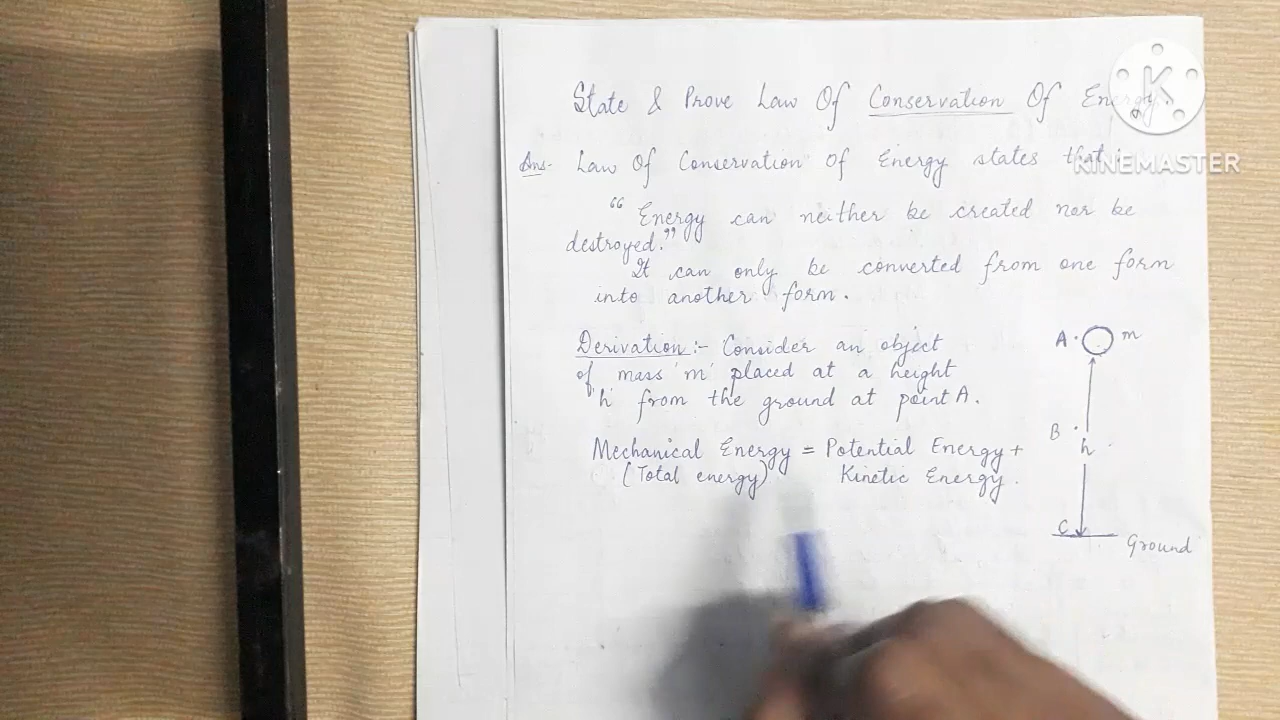 State & Prove Law Of Conservation Of Energy.
KINEMASTER
Ans- Law Of Conservation Of Energy states that :
“ Energy can neither be created nor be
destroyed.”
It can only be converted from one form
into another form.
Derivation :- Consider an object
of mass 'm' placed at a height
'h' from the ground at point A.
A · m
B · h
Mechanical Energy = Potential Energy +
(Total energy) Kinetic Energy .
C
Ground